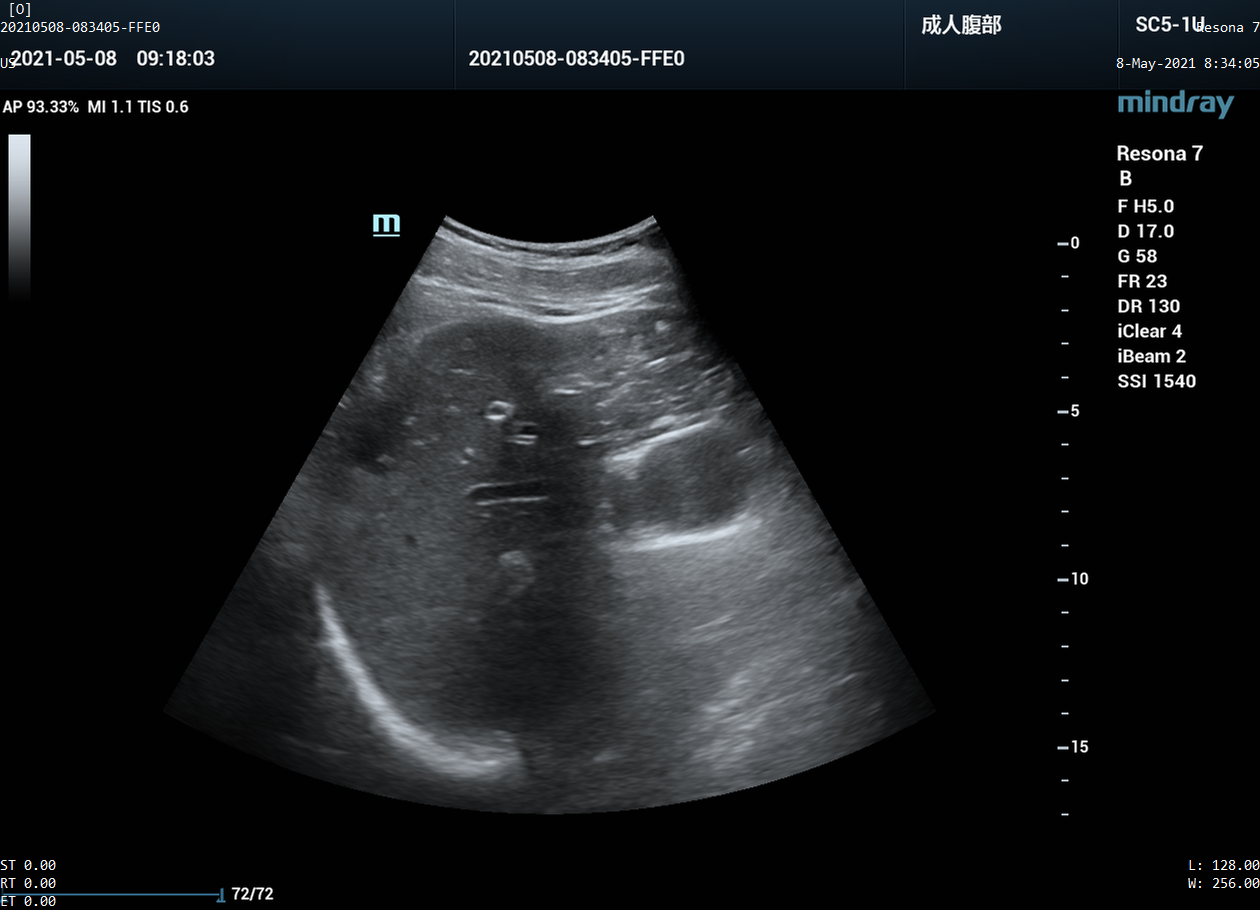 [O]
20210508-083405-FFE0
成人腹部
SC5-1U
Resona 7
2021-05-08 09:18:03
20210508-083405-FFE0
US
8-May-2021 8:34:05
AP 93.33% MI 1.1 TIS 0.6
mindray
m
Resona 7
B
F H5.0
D 17.0
G 58
FR 23
DR 130
iClear 4
iBeam 2
SSI 1540
0
5
10
15
ST 0.00
RT 0.00
ET 0.00
72/72
L: 128.00
W: 256.00